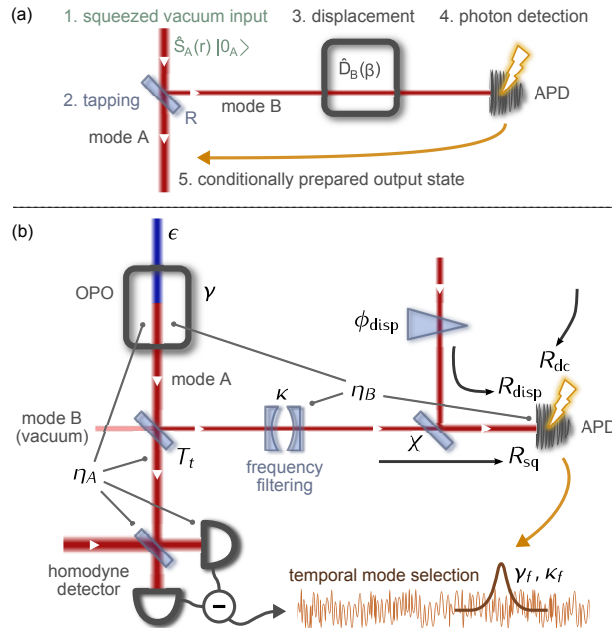 (a)
1. squeezed vacuum input
3. displacement
4. photon detection
Ŝ_A(r) |0_A⟩
D̂_B(β)
2. tapping
R
mode B
APD
mode A
5. conditionally prepared output state
(b)
ϵ
OPO
γ
ϕ_disp
R_dc
mode A
R_disp
κ
η_B
mode B
(vacuum)
APD
T_t
frequency
filtering
χ
R_sq
η_A
homodyne
detector
temporal mode selection
γ_f, κ_f
−